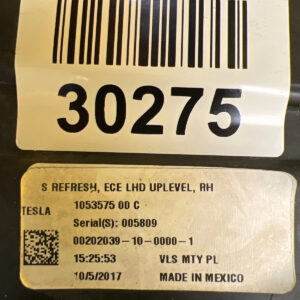 30275
S REFRESH, ECE LHD UPLEVEL, RH
TESLA
1053575 00 C
Serial(S): 005809
00202039-10-0000-1
15:25:53 VLS MTY PL
10/5/2017 MADE IN MEXICO